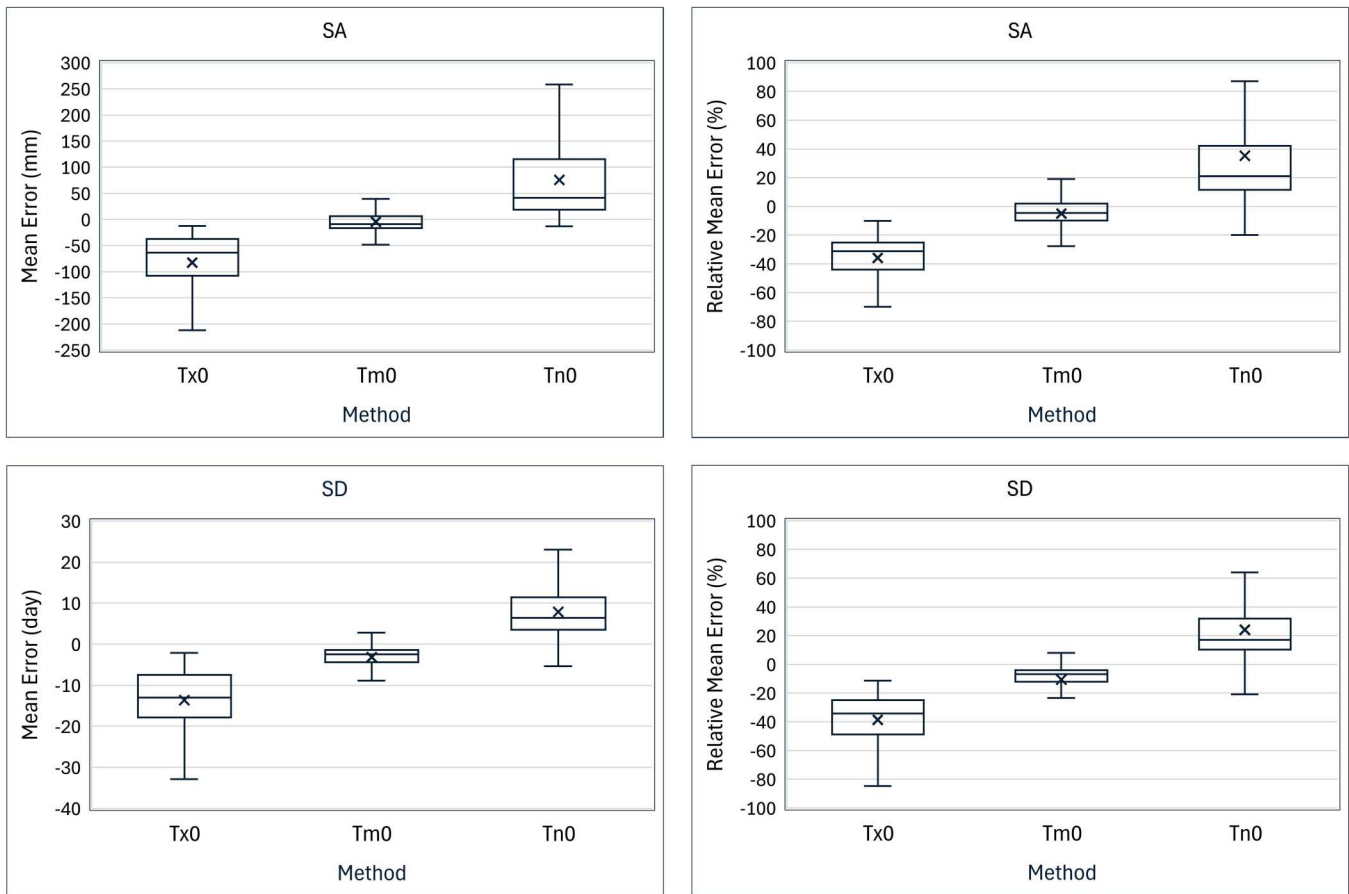 SA
Mean Error (mm)
300
250
200
150
100
50
0
-50
-100
-150
-200
-250
Tx0 Tm0 Tn0
Method
SA
Relative Mean Error (%)
100
80
60
40
20
0
-20
-40
-60
-80
-100
Tx0 Tm0 Tn0
Method
SD
Mean Error (day)
30
20
10
0
-10
-20
-30
-40
Tx0 Tm0 Tn0
Method
SD
Relative Mean Error (%)
100
80
60
40
20
0
-20
-40
-60
-80
-100
Tx0 Tm0 Tn0
Method